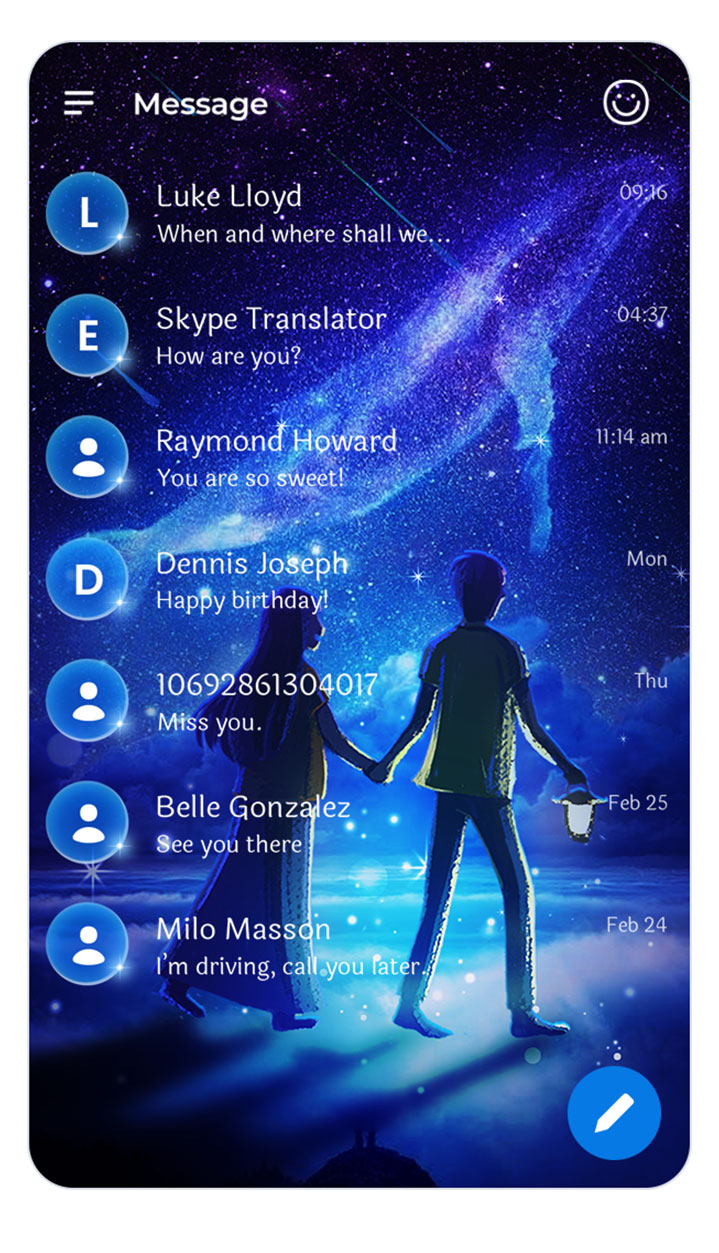 Message
L
Luke Lloyd
09:16
When and where shall we...
E
Skype Translator
04:37
How are you?
Raymond Howard
11:14 am
You are so sweet!
D
Dennis Joseph
Mon
Happy birthday!
10692861304017
Thu
Miss you.
Belle Gonzalez
Feb 25
See you there
Milo Masson
Feb 24
I'm driving, call you later.